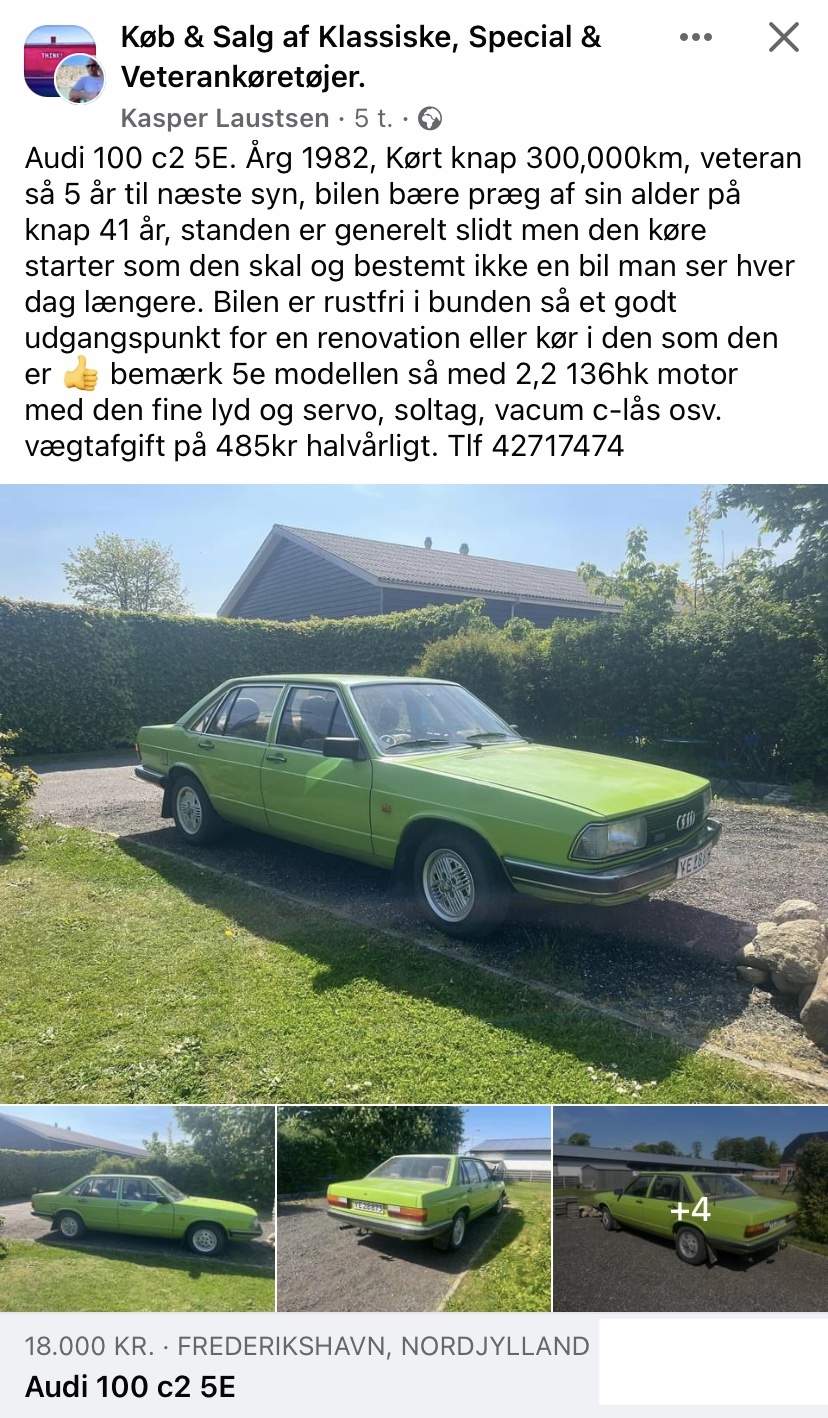 Køb & Salg af Klassiske, Special &
Veterankøretøjer.
Kasper Laustsen · 5 t. ·
Audi 100 c2 5E. Årg 1982, Kørt knap 300,000km, veteran
så 5 år til næste syn, bilen bære præg af sin alder på
knap 41 år, standen er generelt slidt men den køre
starter som den skal og bestemt ikke en bil man ser hver
dag længere. Bilen er rustfri i bunden så et godt
udgangspunkt for en renovation eller kør i den som den
er 👍 bemærk 5e modellen så med 2,2 136hk motor
med den fine lyd og servo, soltag, vacum c-lås osv.
vægtafgift på 485kr halvårligt. Tlf 42717474
+4
18.000 KR. · FREDERIKSHAVN, NORDJYLLAND
Audi 100 c2 5E